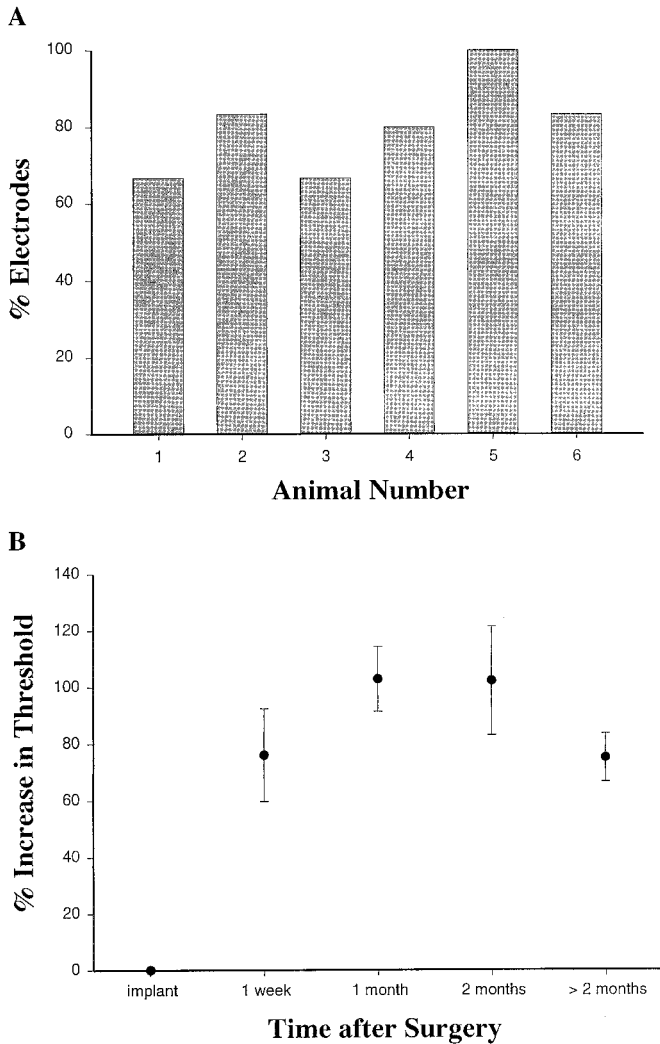 A
% Electrodes
100
80
60
40
20
0
1 2 3 4 5 6
Animal Number
B
% Increase in Threshold
140
120
100
80
60
40
20
0
implant 1 week 1 month 2 months > 2 months
Time after Surgery